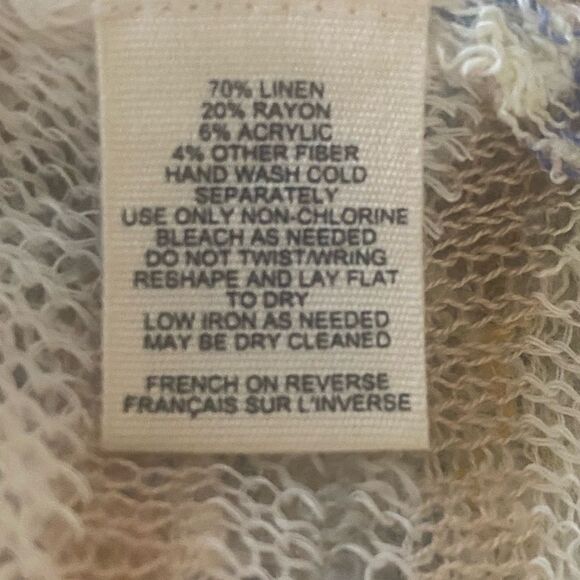 70% LINEN
20% RAYON
6% ACRYLIC
4% OTHER FIBER
HAND WASH COLD
SEPARATELY
USE ONLY NON-CHLORINE
BLEACH AS NEEDED
DO NOT TWIST/WRING
RESHAPE AND LAY FLAT
TO DRY
LOW IRON AS NEEDED
MAY BE DRY CLEANED
FRENCH ON REVERSE
FRANÇAIS SUR L'INVERSE